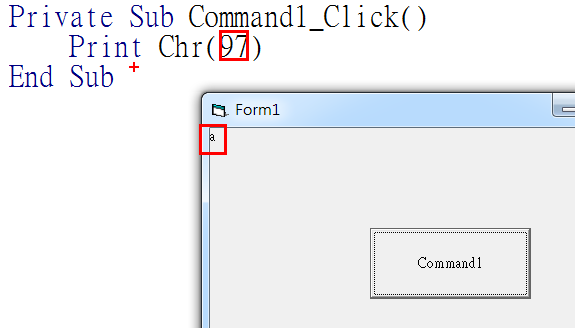 Private Sub Command1_Click()
Print Chr(97)
End Sub
Form1
a
Command1